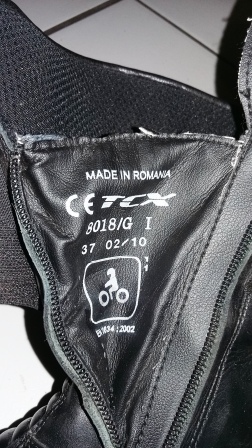 MADE IN ROMANIA
CE TCX
8018/G I
37 02/10
EN 13634:2002